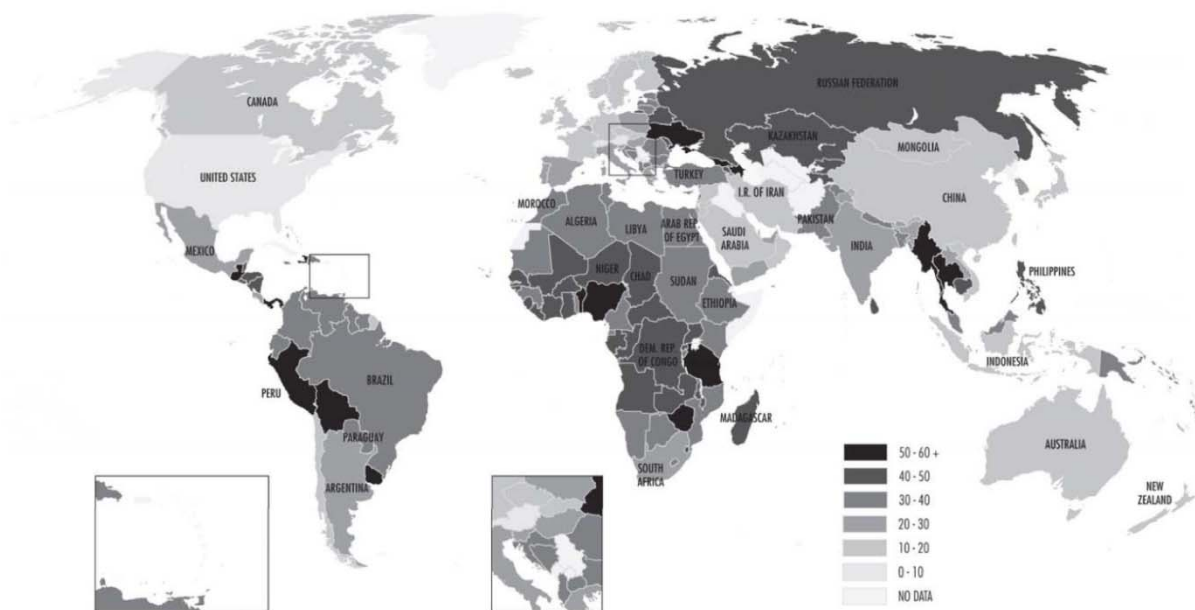 CANADA
RUSSIAN FEDERATION
KAZAKHSTAN
MONGOLIA
UNITED STATES
TURKEY
I.R. OF IRAN
CHINA
MOROCCO
ALGERIA
LIBYA
ARAB REP.
OF EGYPT
PAKISTAN
SAUDI
ARABIA
INDIA
MEXICO
NIGER
CHAD
SUDAN
PHILIPPINES
ETHIOPIA
DEM. REP.
OF CONGO
INDONESIA
PERU
BRAZIL
MADAGASCAR
PARAGUAY
AUSTRALIA
SOUTH
AFRICA
ARGENTINA
NEW
ZEALAND
50 - 60 +
40 - 50
30 - 40
20 - 30
10 - 20
0 - 10
NO DATA